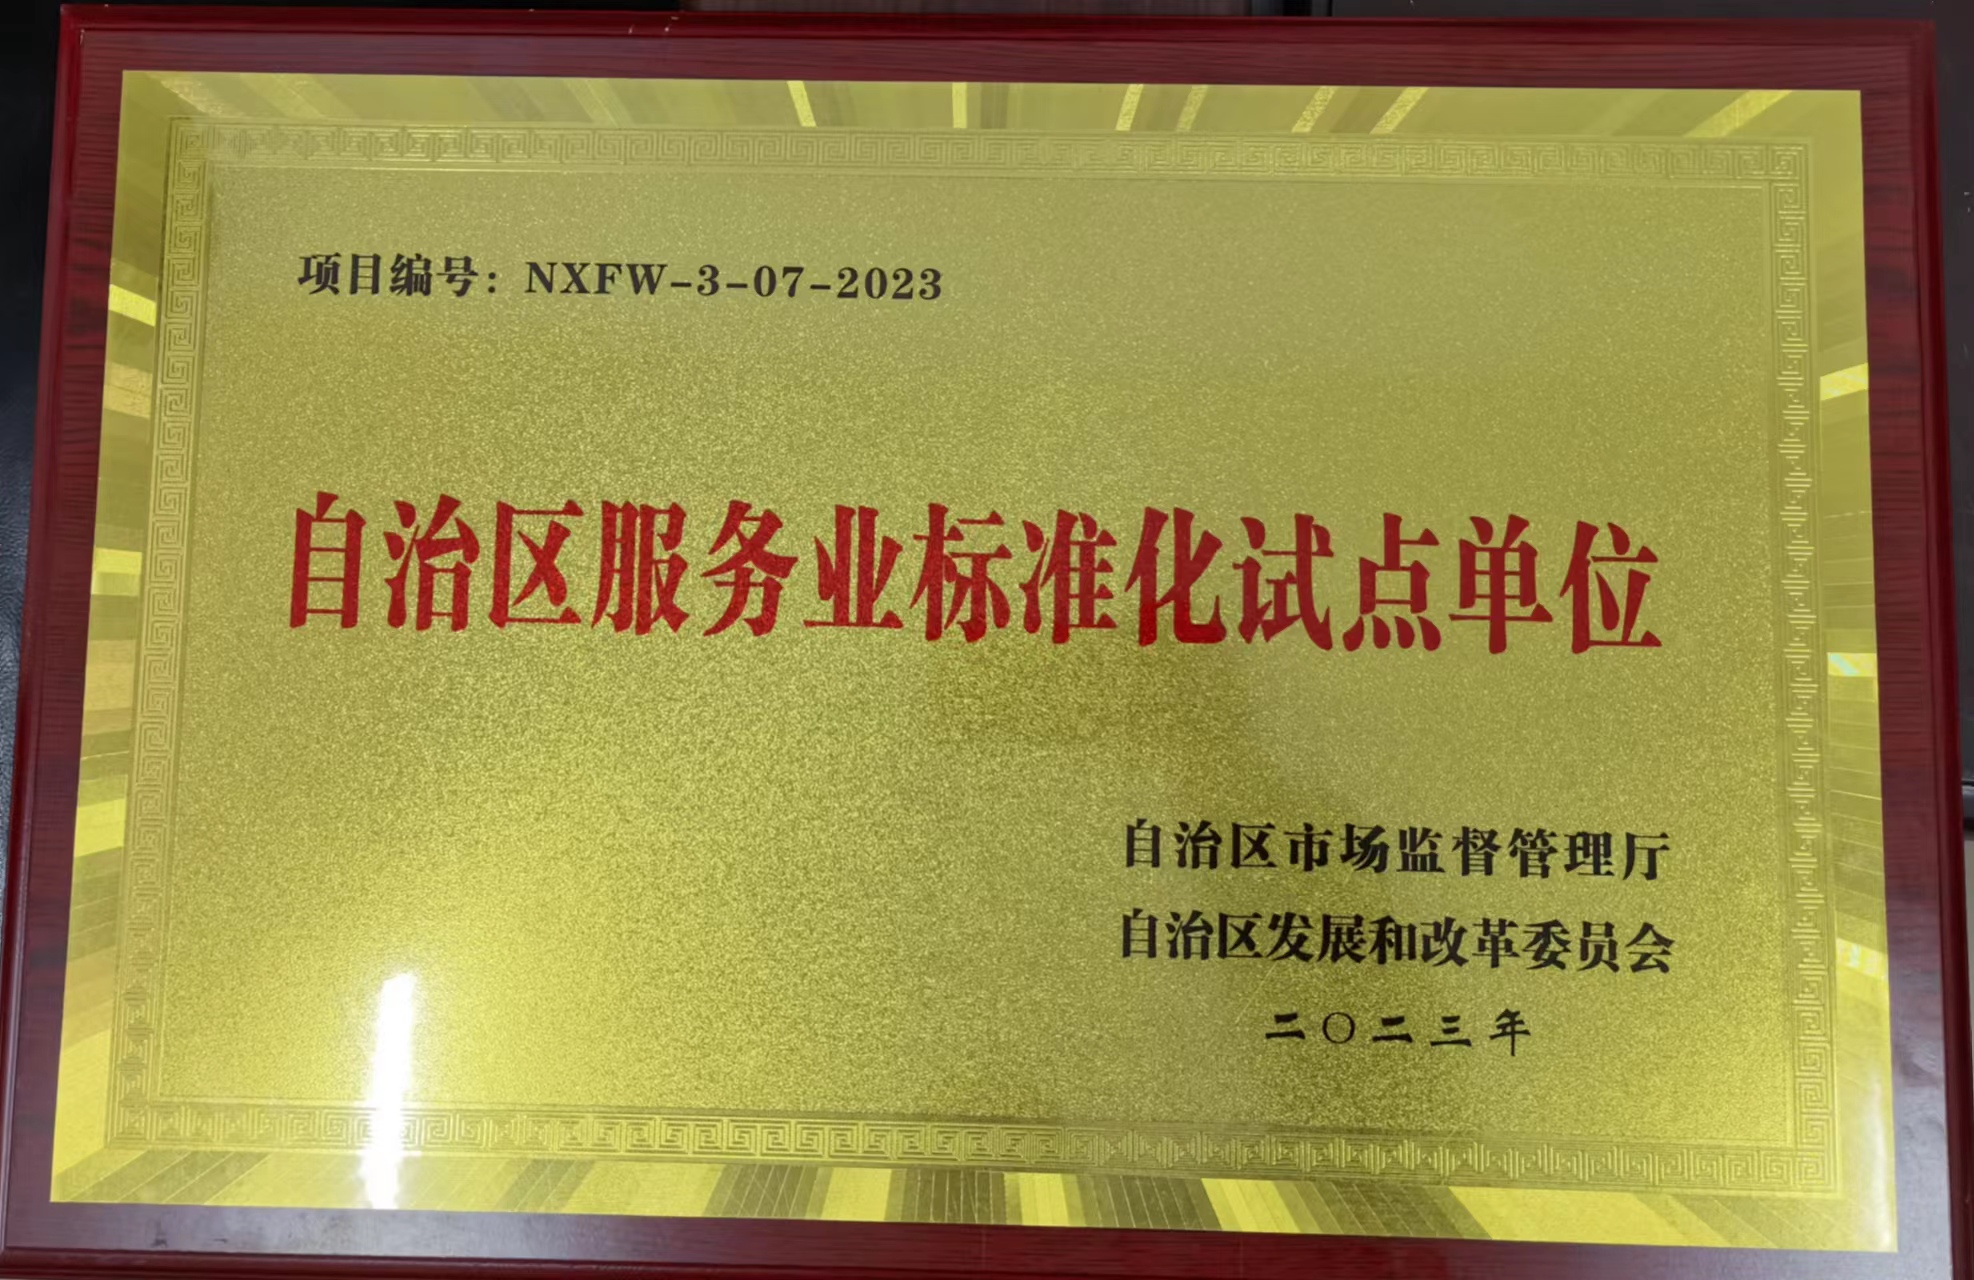 项目编号：NXFW-3-07-2023
自治区服务业标准化试点单位
自治区市场监督管理厅
自治区发展和改革委员会
二〇二三年